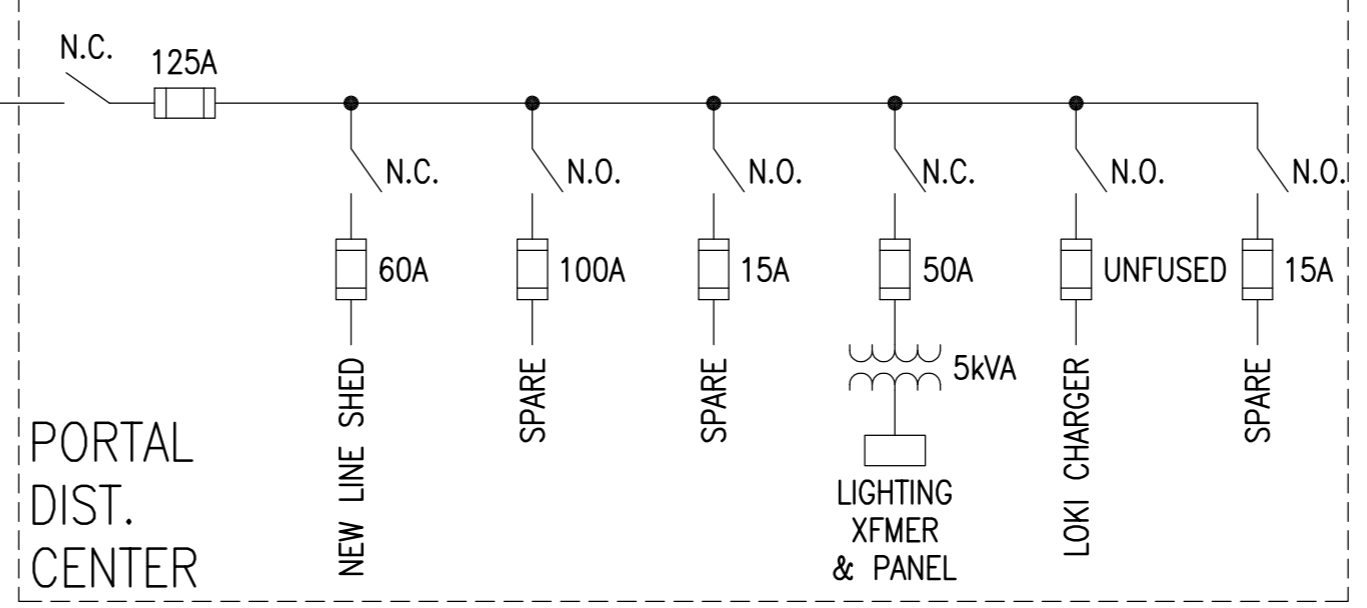 N.C.
125A
N.C.
N.O.
N.O.
N.C.
N.O.
N.O.
60A
100A
15A
50A
UNFUSED
15A
5kVA
NEW LINE SHED
SPARE
SPARE
LIGHTING
XFMER
& PANEL
LOKI CHARGER
SPARE
PORTAL
DIST.
CENTER